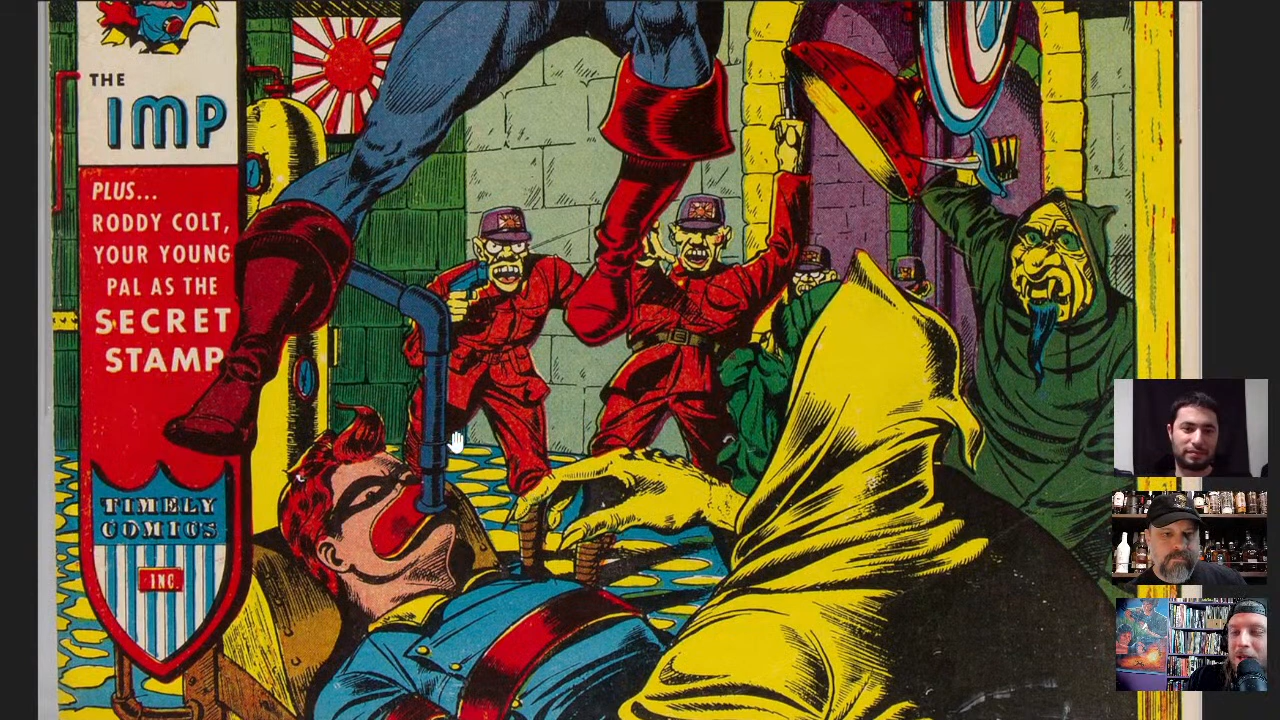 THE
IMP
PLUS...
RODDY COLT,
YOUR YOUNG
PAL AS THE
SECRET
STAMP
TIMELY
COMICS
INC.